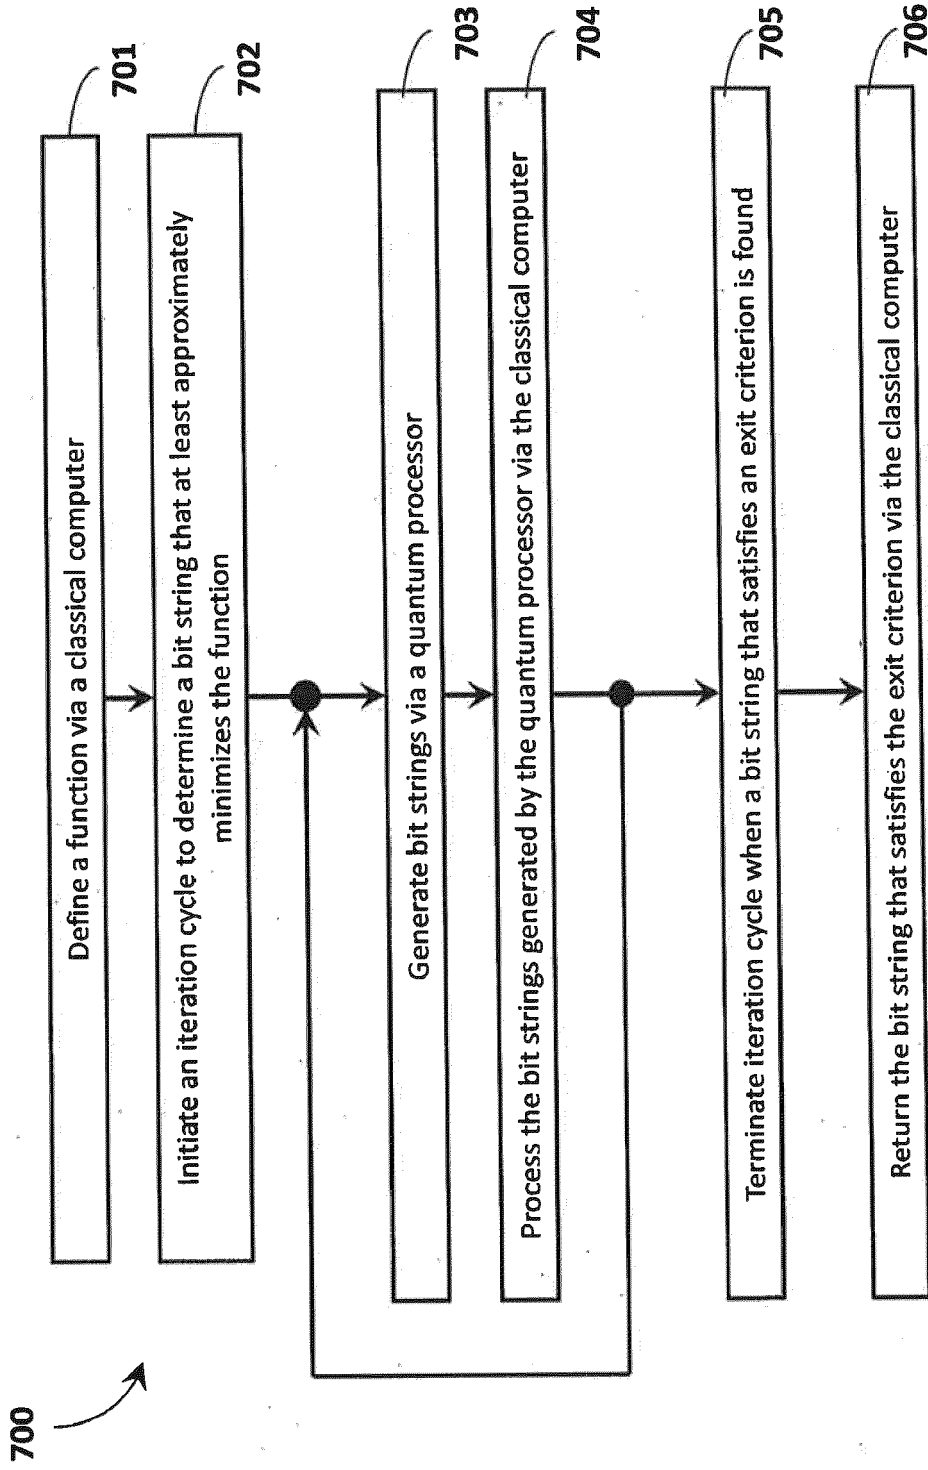 700
701
Define a function via a classical computer
702
Initiate an iteration cycle to determine a bit string that at least approximately
minimizes the function
703
Generate bit strings via a quantum processor
704
Process the bit strings generated by the quantum processor via the classical computer
705
Terminate iteration cycle when a bit string that satisfies an exit criterion is found
706
Return the bit string that satisfies the exit criterion via the classical computer